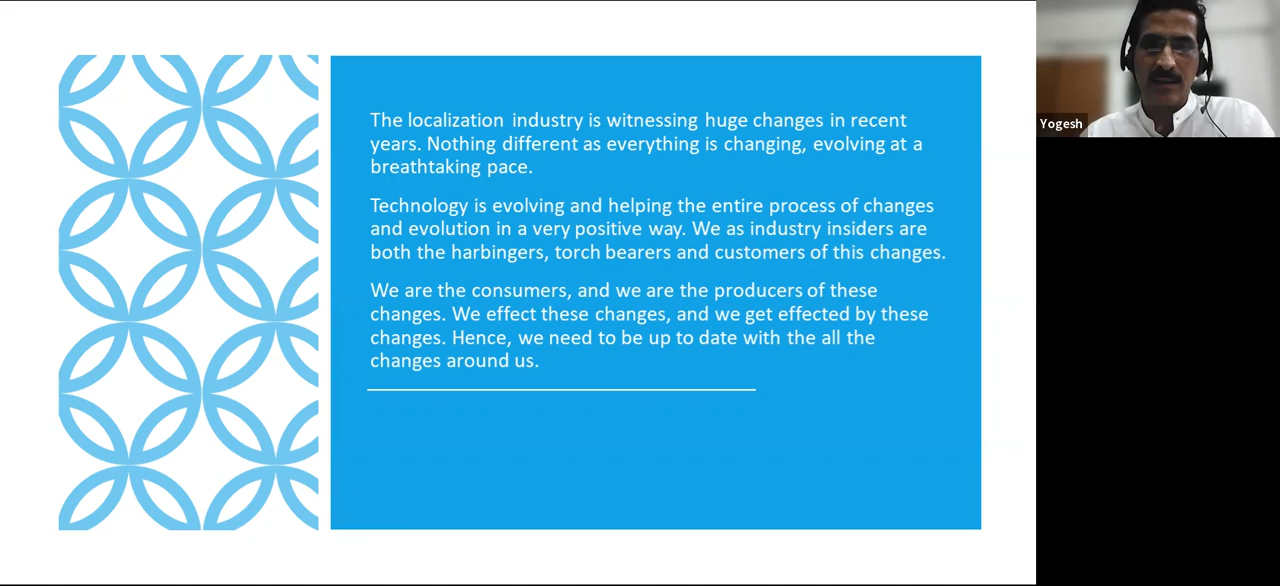 The localization industry is witnessing huge changes in recent
years. Nothing different as everything is changing, evolving at a
breathtaking pace.
Technology is evolving and helping the entire process of changes
and evolution in a very positive way. We as industry insiders are
both the harbingers, torch bearers and customers of this changes.
We are the consumers, and we are the producers of these
changes. We effect these changes, and we get effected by these
changes. Hence, we need to be up to date with the all the
changes around us.
Yogesh